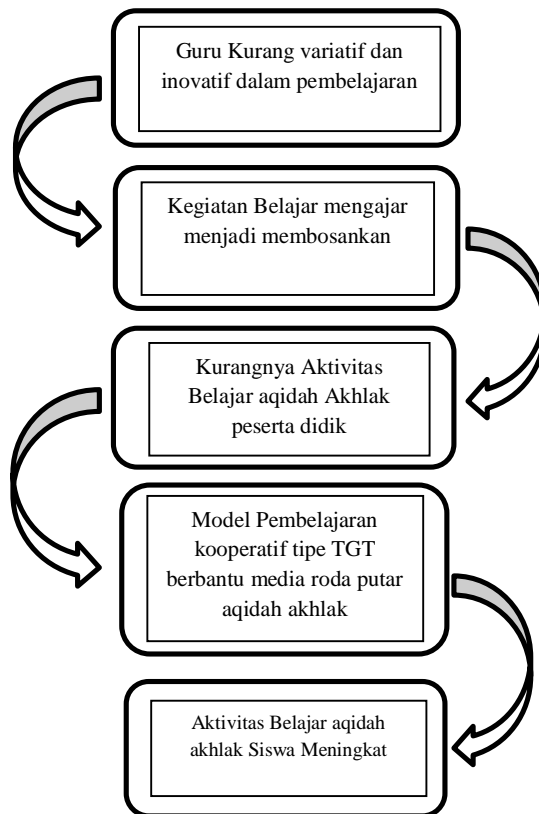 Guru Kurang variatif dan
inovatif dalam pembelajaran
Kegiatan Belajar mengajar
menjadi membosankan
Kurangnya Aktivitas
Belajar aqidah Akhlak
peserta didik
Model Pembelajaran
kooperatif tipe TGT
berbantu media roda putar
aqidah akhlak
Aktivitas Belajar aqidah
akhlak Siswa Meningkat